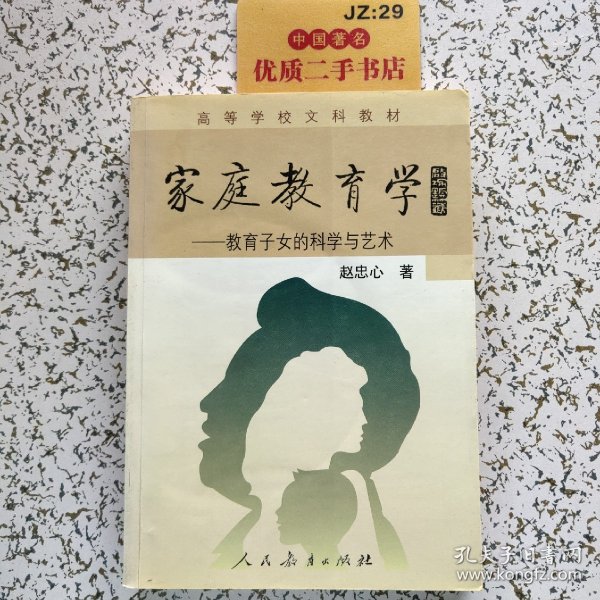 JZ:29
中国著名
优质二手书店
高等学校文科教材
家庭教育学
——教育子女的科学与艺术
赵忠心 著
人民教育出版社
孔夫子旧书网
www.kongfz.com